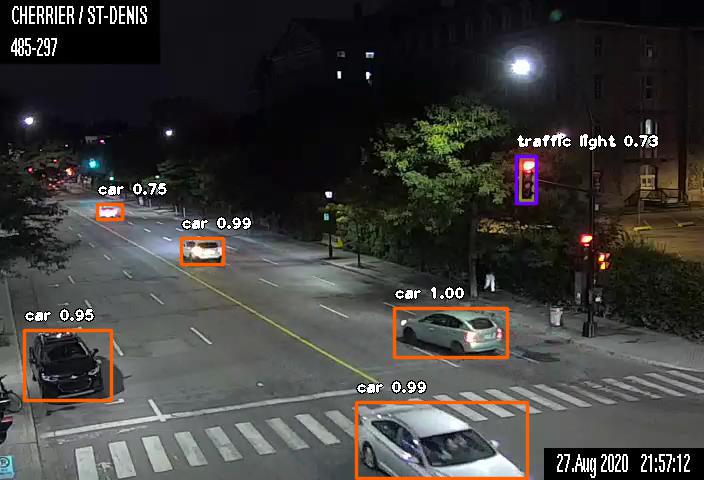 CHERRIER / ST-DENIS
485-297
traffic light 0.73
car 0.75
car 0.99
car 1.00
car 0.95
car 0.99
27.Aug 2020 21:57:12